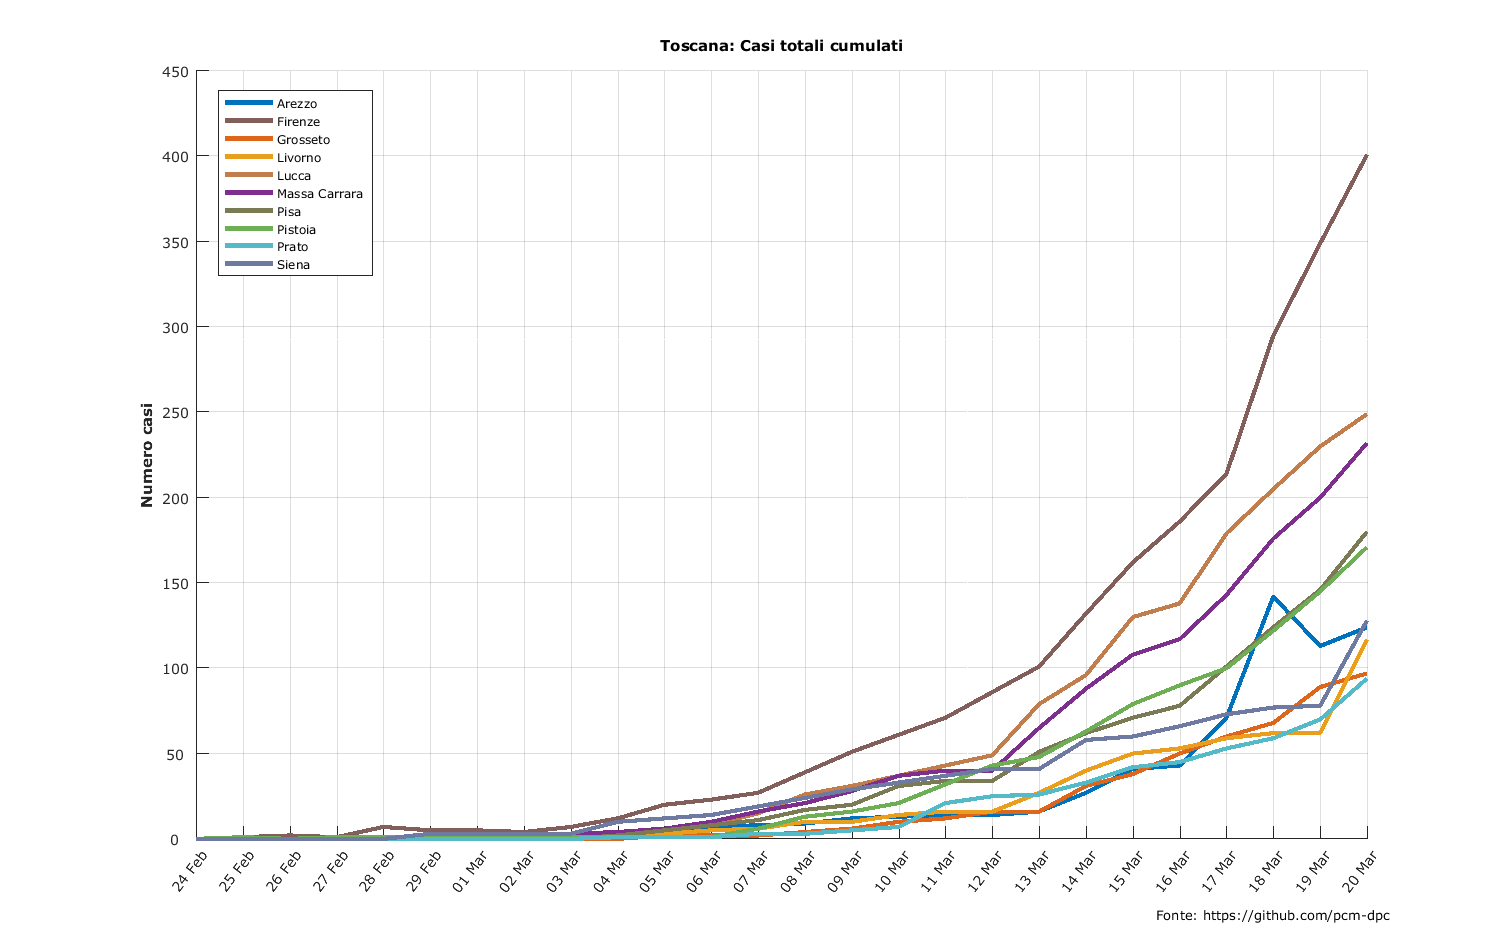 Toscana: Casi totali cumulati
450
400
350
300
250
200
150
100
50
0
Numero casi
Arezzo
Firenze
Grosseto
Livorno
Lucca
Massa Carrara
Pisa
Pistoia
Prato
Siena
24 Feb
25 Feb
26 Feb
27 Feb
28 Feb
29 Feb
01 Mar
02 Mar
03 Mar
04 Mar
05 Mar
06 Mar
07 Mar
08 Mar
09 Mar
10 Mar
11 Mar
12 Mar
13 Mar
14 Mar
15 Mar
16 Mar
17 Mar
18 Mar
19 Mar
20 Mar
Fonte: https://github.com/pcm-dpc